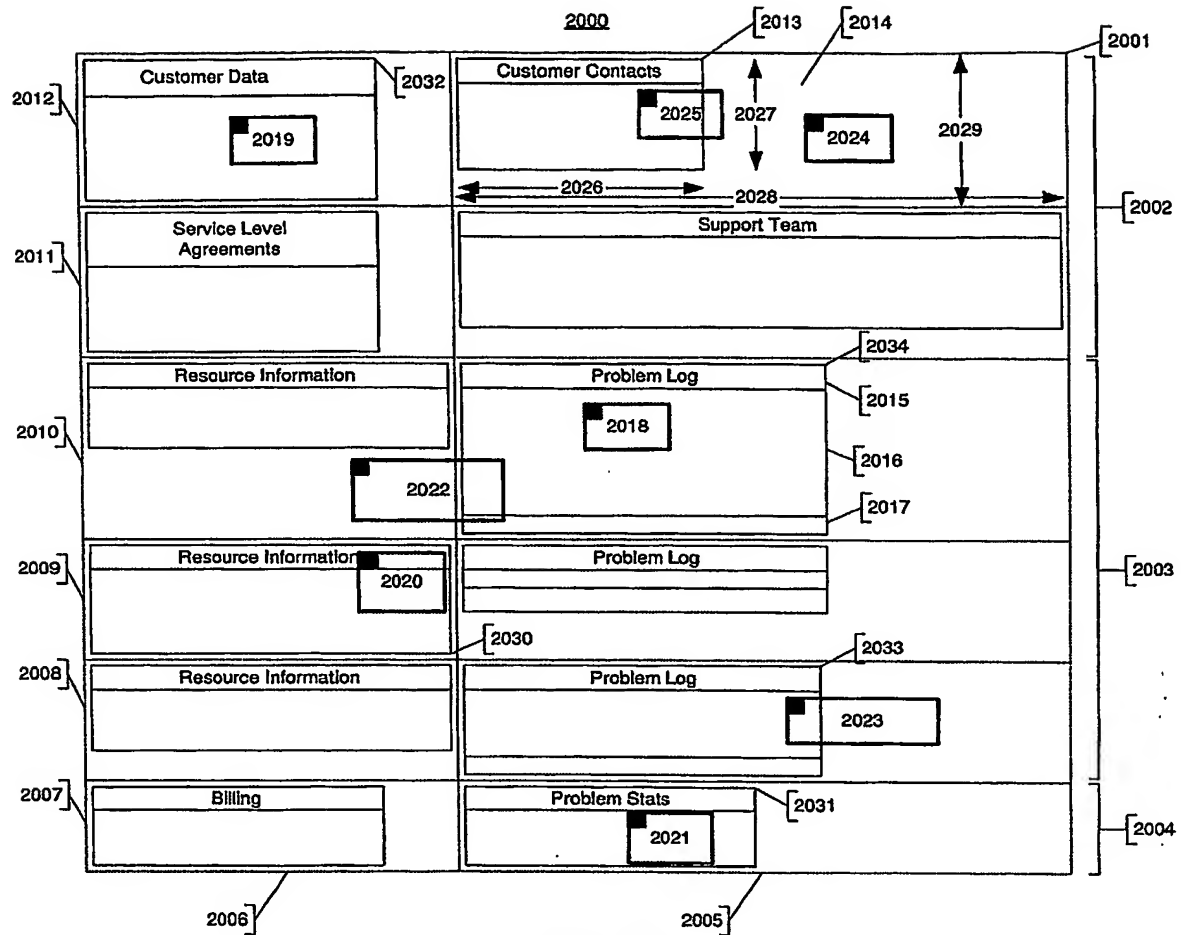 2000
2013
2014
2001
Customer Data
2032
Customer Contacts
2012
2019
2025
2027
2024
2029
2026
2028
2002
Service Level
Agreements
Support Team
2011
2034
Resource Information
Problem Log
2015
2010
2018
2016
2022
2017
Resource Information
Problem Log
2009
2020
2003
2030
2033
2008
Resource Information
Problem Log
2023
2007
Billing
Problem Stats
2031
2021
2004
2006
2005